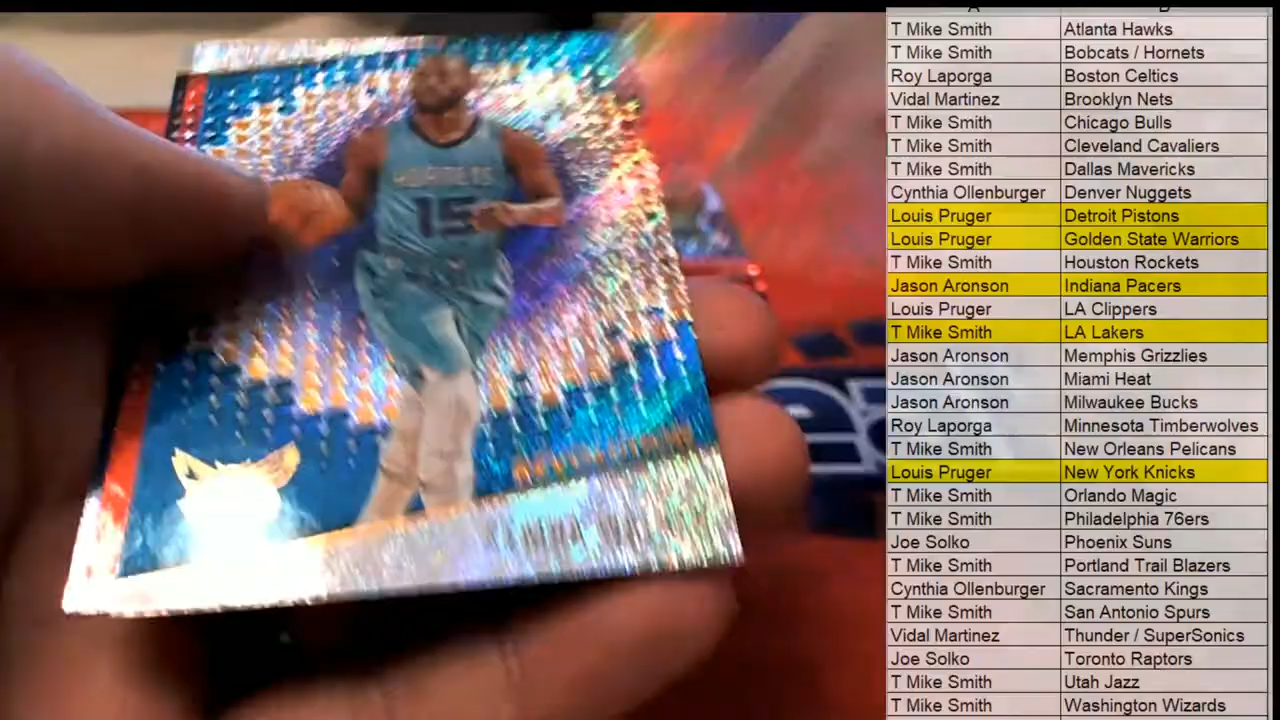 HORNETS
15
T Mike Smith Atlanta Hawks
T Mike Smith Bobcats / Hornets
Roy Laporga Boston Celtics
Vidal Martinez Brooklyn Nets
T Mike Smith Chicago Bulls
T Mike Smith Cleveland Cavaliers
T Mike Smith Dallas Mavericks
Cynthia Ollenburger Denver Nuggets
Louis Pruger Detroit Pistons
Louis Pruger Golden State Warriors
T Mike Smith Houston Rockets
Jason Aronson Indiana Pacers
Louis Pruger LA Clippers
T Mike Smith LA Lakers
Jason Aronson Memphis Grizzlies
Jason Aronson Miami Heat
Jason Aronson Milwaukee Bucks
Roy Laporga Minnesota Timberwolves
T Mike Smith New Orleans Pelicans
Louis Pruger New York Knicks
T Mike Smith Orlando Magic
T Mike Smith Philadelphia 76ers
Joe Solko Phoenix Suns
T Mike Smith Portland Trail Blazers
Cynthia Ollenburger Sacramento Kings
T Mike Smith San Antonio Spurs
Vidal Martinez Thunder / SuperSonics
Joe Solko Toronto Raptors
T Mike Smith Utah Jazz
T Mike Smith Washington Wizards